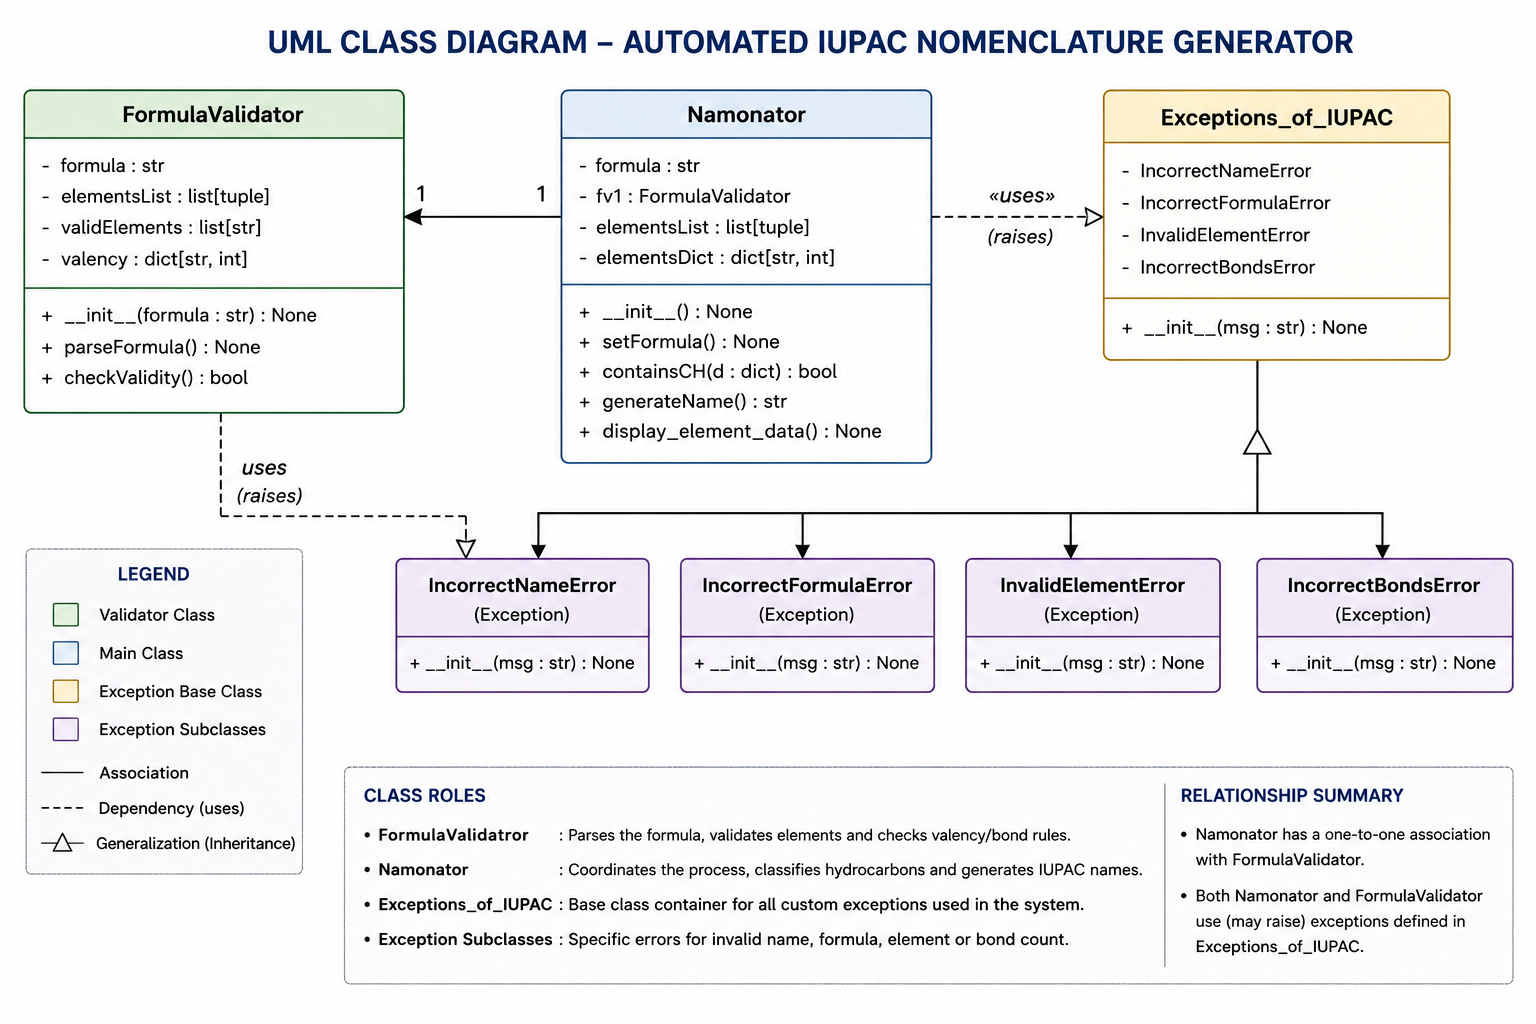 UML CLASS DIAGRAM – AUTOMATED IUPAC NOMENCLATURE GENERATOR
FormulaValidator
- formula : str
- elementsList : list[tuple]
- validElements : list[str]
- valency : dict[str, int]
+ __init__(formula : str) : None
+ parseFormula() : None
+ checkValidity() : bool
1
1
Namonator
- formula : str
- fv1 : FormulaValidator
- elementsList : list[tuple]
- elementsDict : dict[str, int]
+ __init__() : None
+ setFormula() : None
+ containsCH(d : dict) : bool
+ generateName() : str
+ display_element_data() : None
«uses»
(raises)
Exceptions_of_IUPAC
- IncorrectNameError
- IncorrectFormulaError
- InvalidElementError
- IncorrectBondsError
+ __init__(msg : str) : None
uses
(raises)
IncorrectNameError
(Exception)
+ __init__(msg : str) : None
IncorrectFormulaError
(Exception)
+ __init__(msg : str) : None
InvalidElementError
(Exception)
+ __init__(msg : str) : None
IncorrectBondsError
(Exception)
+ __init__(msg : str) : None
LEGEND
Validator Class
Main Class
Exception Base Class
Exception Subclasses
Association
Dependency (uses)
Generalization (Inheritance)
CLASS ROLES
• FormulaValidatror : Parses the formula, validates elements and checks valency/bond rules.
• Namonator : Coordinates the process, classifies hydrocarbons and generates IUPAC names.
• Exceptions_of_IUPAC : Base class container for all custom exceptions used in the system.
• Exception Subclasses : Specific errors for invalid name, formula, element or bond count.
RELATIONSHIP SUMMARY
• Namonator has a one-to-one association
with FormulaValidator.
• Both Namonator and FormulaValidator
use (may raise) exceptions defined in
Exceptions_of_IUPAC.